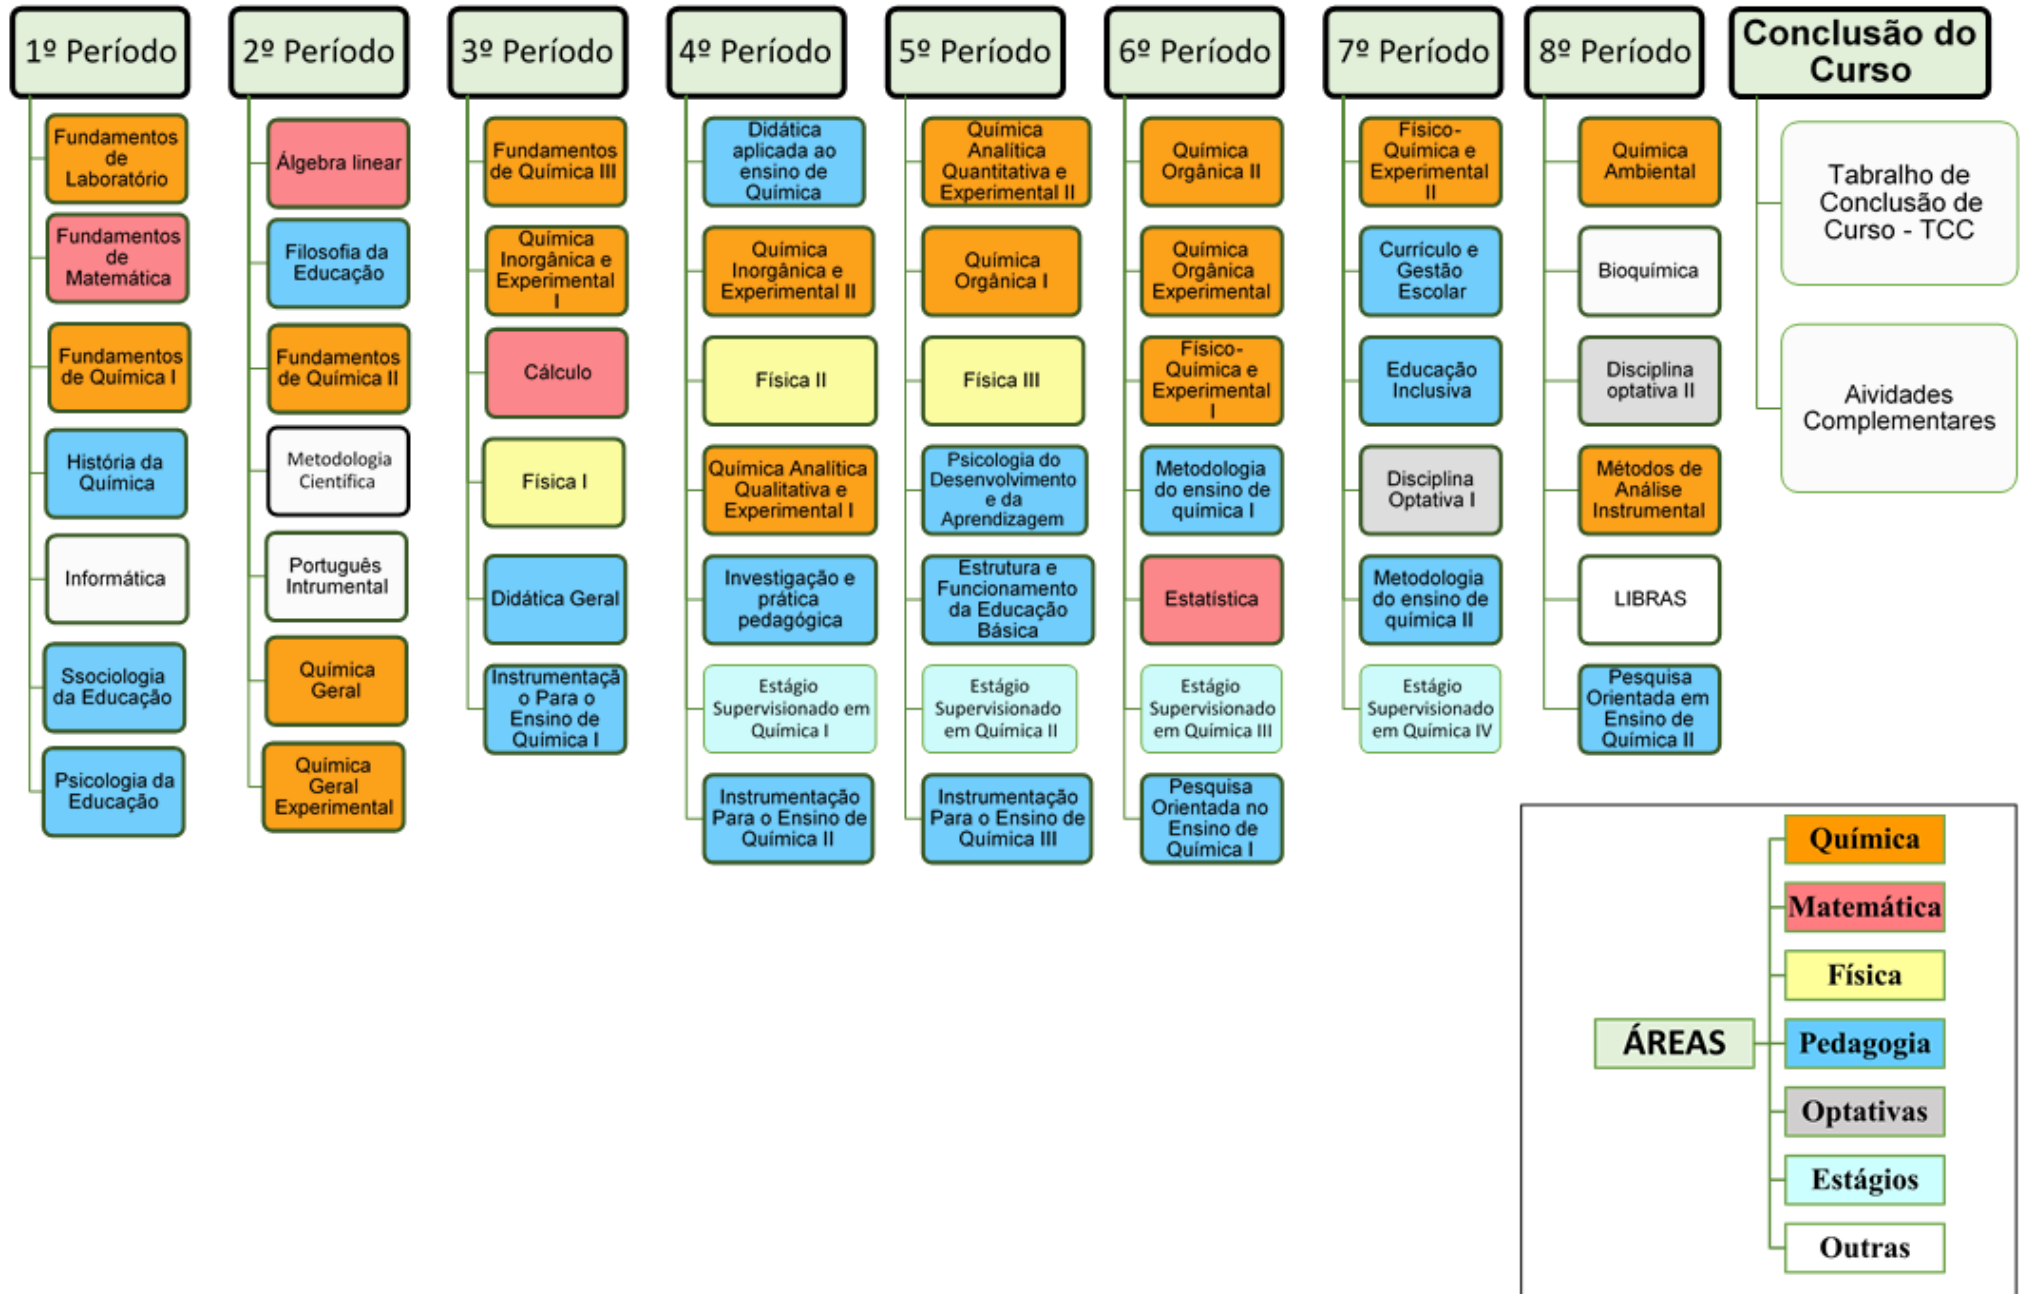 1º Período
Fundamentos
de
Laboratório
Fundamentos
de
Matemática
Fundamentos
de Química I
História da
Química
Informática
Ssociologia
da Educação
Psicologia da
Educação
2º Período
Álgebra linear
Filosofia da
Educação
Fundamentos
de Química II
Metodologia
Científica
Português
Intrumental
Química
Geral
Química
Geral
Experimental
3º Período
Fundamentos
de Química III
Química
Inorgânica e
Experimental
I
Cálculo
Física I
Didática Geral
Instrumentaçã
o Para o
Ensino de
Química I
4º Período
Didática
aplicada ao
ensino de
Química
Química
Inorgânica e
Experimental II
Física II
Química Analítica
Qualitativa e
Experimental I
Investigação e
prática
pedagógica
Estágio
Supervisionado em
Química I
Instrumentação
Para o Ensino de
Química II
5º Período
Química
Analítica
Quantitativa e
Experimental II
Química
Orgânica I
Física III
Psicologia do
Desenvolvimento
e da
Aprendizagem
Estrutura e
Funcionamento
da Educação
Básica
Estágio
Supervisionado
em Química II
Instrumentação
Para o Ensino de
Química III
6º Período
Química
Orgânica II
Química
Orgânica
Experimental
Físico-
Química e
Experimental
I
Metodologia
do ensino de
química I
Estatística
Estágio
Supervisionado
em Química III
Pesquisa
Orientada no
Ensino de
Química I
7º Período
Físico-
Química e
Experimental
II
Currículo e
Gestão
Escolar
Educação
Inclusiva
Disciplina
Optativa I
Metodologia
do ensino de
química II
Estágio
Supervisionado
em Química IV
8º Período
Química
Ambiental
Bioquímica
Disciplina
optativa II
Métodos de
Análise
Instrumental
LIBRAS
Pesquisa
Orientada em
Ensino de
Química II
Conclusão do
Curso
Tabralho de
Conclusão de
Curso - TCC
Aividades
Complementares
ÁREAS
Química
Matemática
Física
Pedagogia
Optativas
Estágios
Outras